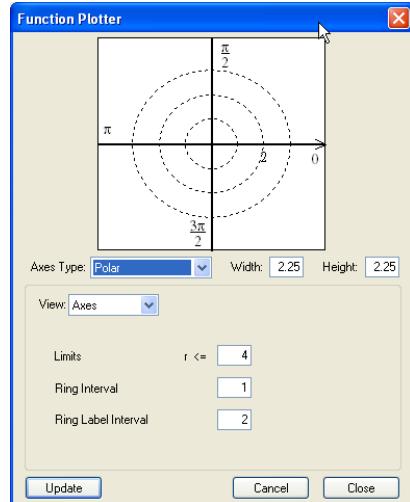 Function Plotter
π
2
π
2
0
3π
2
Axes Type: Polar Width: 2.25 Height: 2.25
View: Axes
Limits r <= 4
Ring Interval 1
Ring Label Interval 2
Update Cancel Close